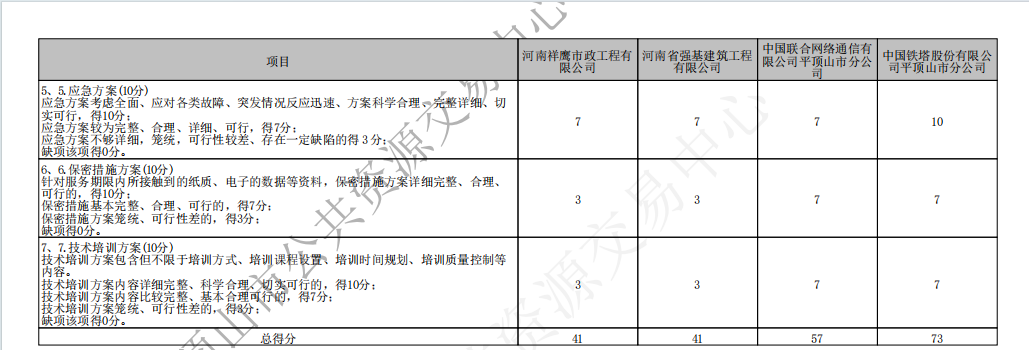 项目
河南祥鹰市政工程有
限公司
河南省强基建筑工程
有限公司
中国联合网络通信有
限公司平顶山市分公
司
中国铁塔股份有限公
司平顶山市分公司
5、5.应急方案(10分)
应急方案考虑全面、应对各类故障、突发情况反应迅速、方案科学合理、完整详细、切
实可行，得10分；
应急方案较为完整、合理、详细、可行，得7分；
应急方案不够详细，笼统，可行性较差、存在一定缺陷的得 3 分；
缺项该项得0分。
7
7
7
10
6、6.保密措施方案(10分)
针对服务期限内所接触到的纸质、电子的数据等资料，保密措施方案详细完整、合理、
可行的，得10分；
保密措施基本完整、合理、可行的，得7分；
保密措施方案笼统、可行性差的，得3分；
缺项得0分。
3
3
7
7
7、7.技术培训方案(10分)
技术培训方案包含但不限于培训方式、培训课程设置、培训时间规划、培训质量控制等
内容。
技术培训方案内容详细完整、科学合理、切实可行的，得10分；
技术培训方案内容比较完整、基本合理可行的，得7分；
技术培训方案笼统、可行性差的，得3分；
缺项该项得0分。
3
3
7
7
总得分
41
41
57
73
顶山市公共资源交易中心
资源交易中心